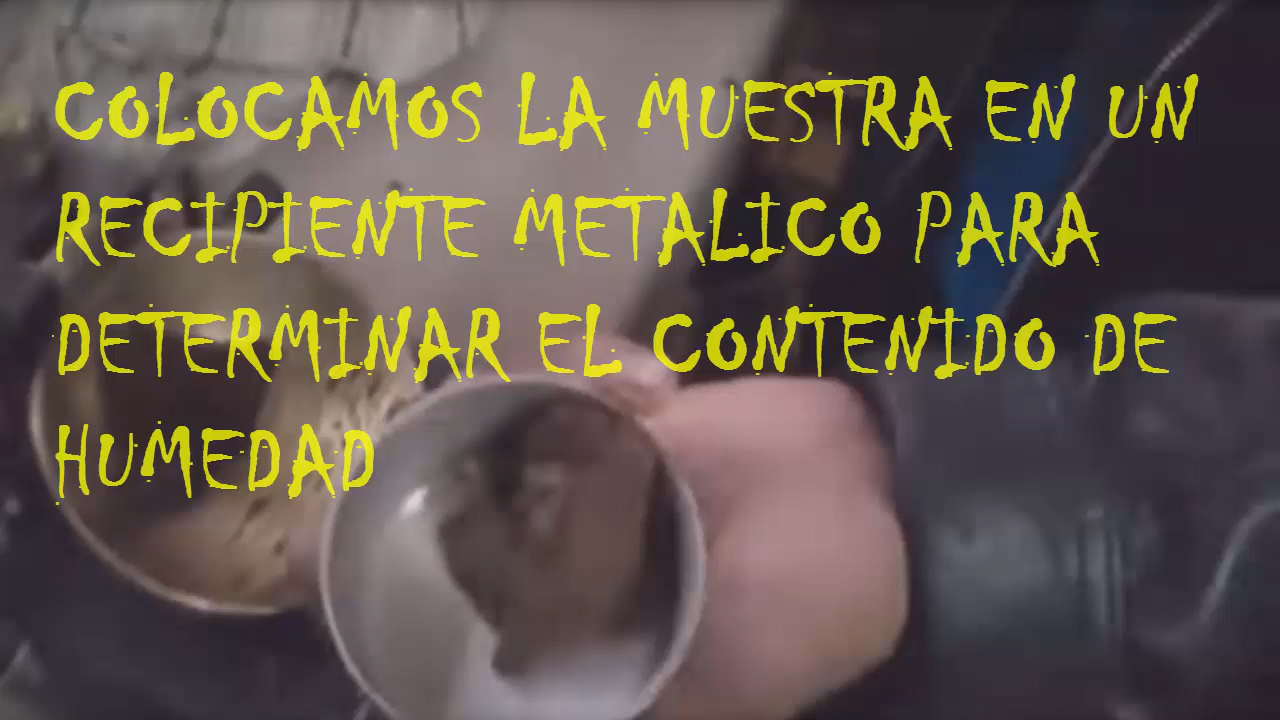 COLOCAMOS LA MUESTRA EN UN
RECIPIENTE METALICO PARA
DETERMINAR EL CONTENIDO DE
HUMEDAD